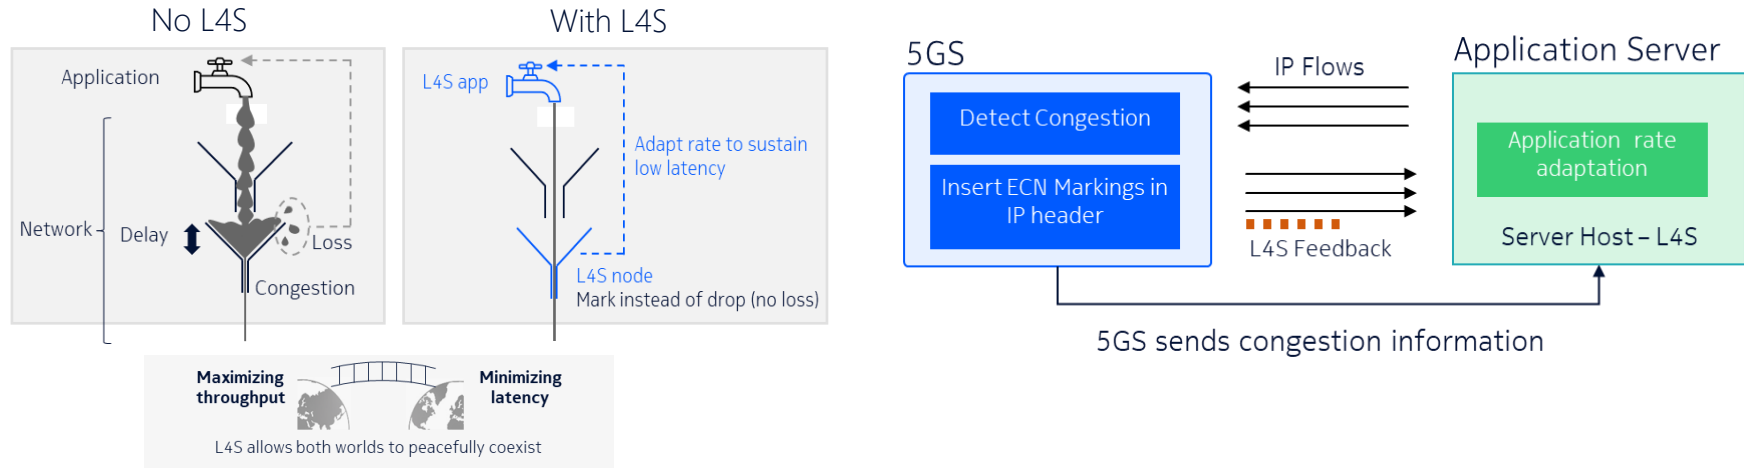 No L4S
Application
Network
Delay
Loss
Congestion
With L4S
L4S app
Adapt rate to sustain
low latency
L4S node
Mark instead of drop (no loss)
Maximizing
throughput
Minimizing
latency
L4S allows both worlds to peacefully coexist
5GS
Detect Congestion
Insert ECN Markings in
IP header
IP Flows
L4S Feedback
Application Server
Application rate
adaptation
Server Host – L4S
5GS sends congestion information